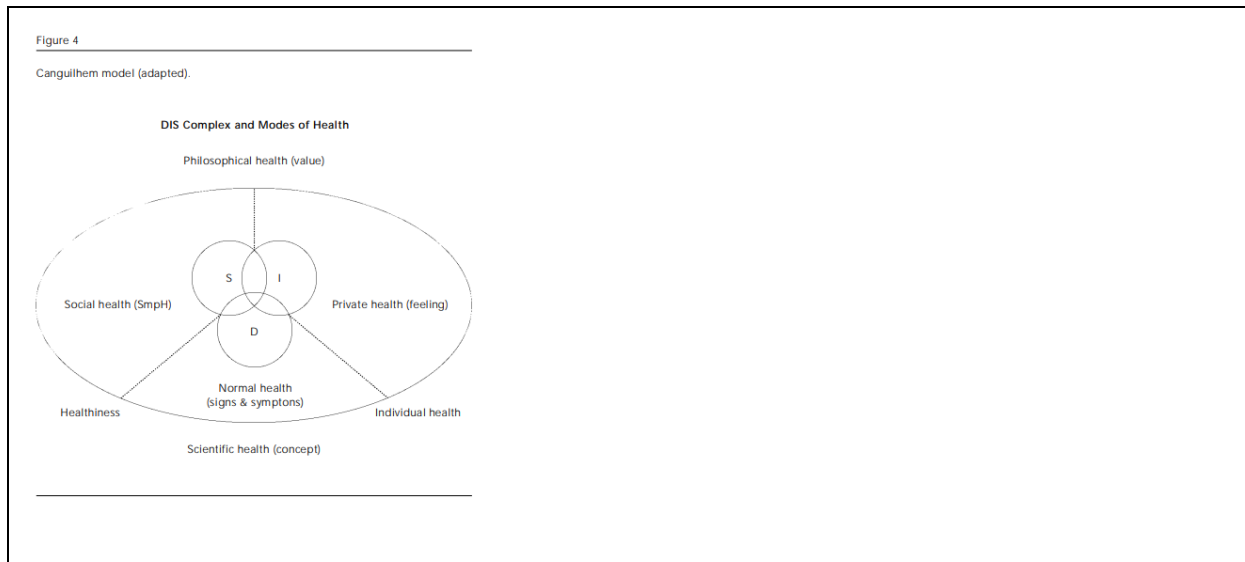 Figure 4
Canguilhem model (adapted).
DIS Complex and Modes of Health
Philosophical health (value)
S
I
Social health (SmpH)
Private health (feeling)
D
Normal health
(signs & symptons)
Healthiness
Individual health
Scientific health (concept)